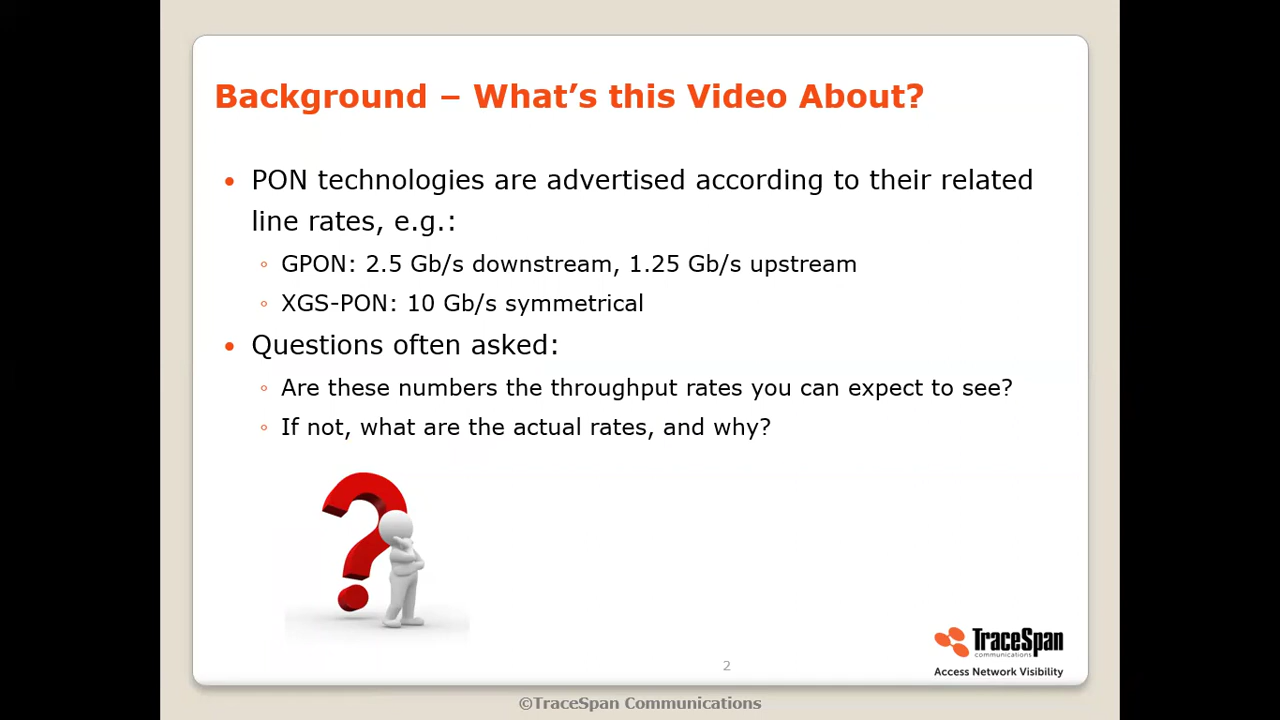 Background – What's this Video About?
• PON technologies are advertised according to their related
line rates, e.g.:
◦ GPON: 2.5 Gb/s downstream, 1.25 Gb/s upstream
◦ XGS-PON: 10 Gb/s symmetrical
• Questions often asked:
◦ Are these numbers the throughput rates you can expect to see?
◦ If not, what are the actual rates, and why?
TraceSpan
communications
Access Network Visibility
2
©TraceSpan Communications